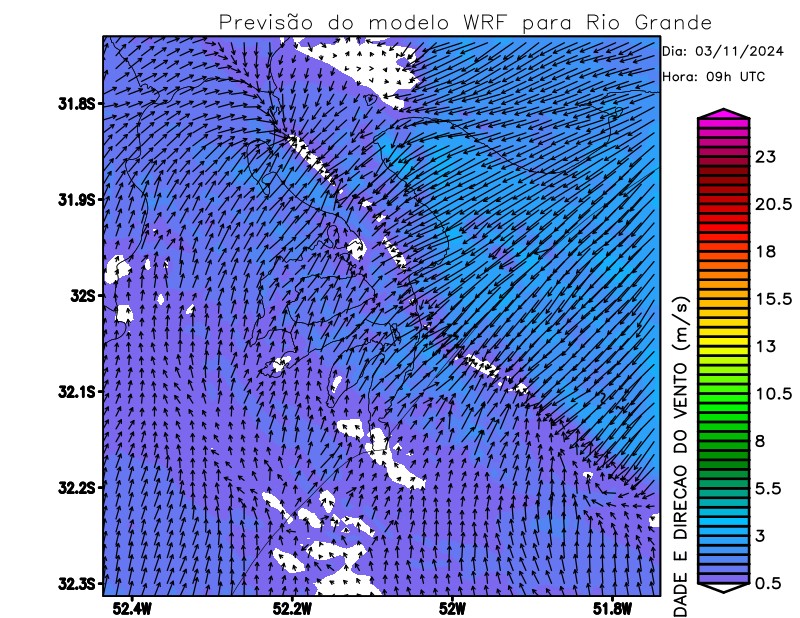 Previsão do modelo WRF para Rio Grande
Dia: 03/11/2024
Hora: 09h UTC
31.8S
31.9S
32S
32.1S
32.2S
32.3S
52.4W
52.2W
52W
51.8W
23
20.5
18
15.5
13
10.5
8
5.5
3
0.5
DADE E DIRECAO DO VENTO (m/s)